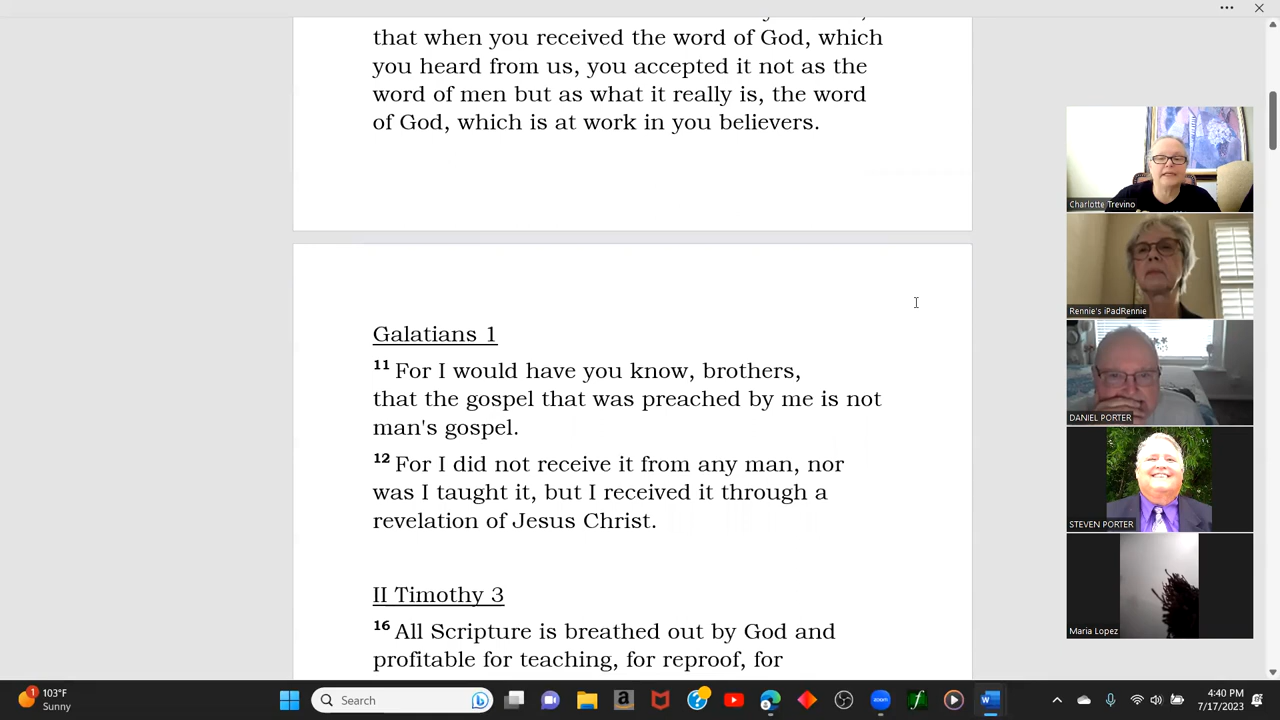 that when you received the word of God, which
you heard from us, you accepted it not as the
word of men but as what it really is, the word
of God, which is at work in you believers.
Galatians 1
11 For I would have you know, brothers,
that the gospel that was preached by me is not
man's gospel.
12 For I did not receive it from any man, nor
was I taught it, but I received it through a
revelation of Jesus Christ.
II Timothy 3
16 All Scripture is breathed out by God and
profitable for teaching, for reproof, for
Charlotte Trevino
Rennie's iPadRennie
DANIEL PORTER
STEVEN PORTER
Maria Lopez
1
103°F
Sunny
Search
4:40 PM
7/17/2023